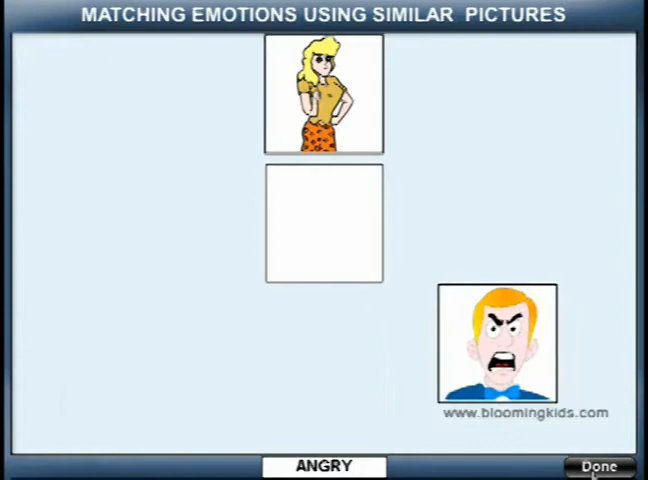 MATCHING EMOTIONS USING SIMILAR PICTURES
www.bloomingkids.com
ANGRY
Done